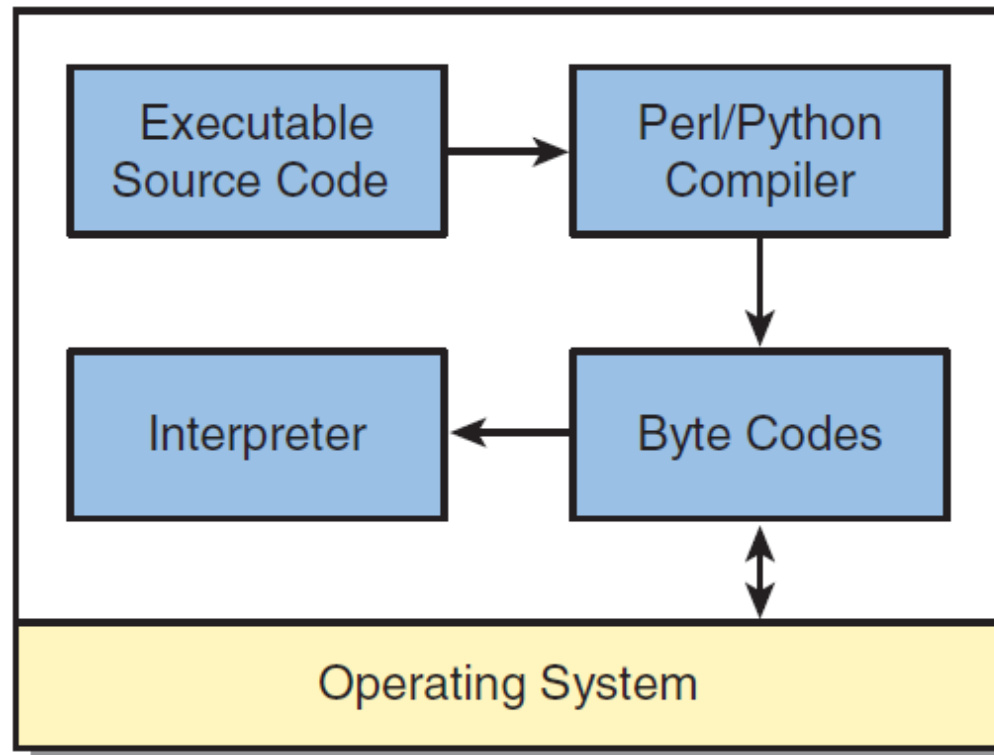 Executable
Source Code
Perl/Python
Compiler
Interpreter
Byte Codes
Operating System